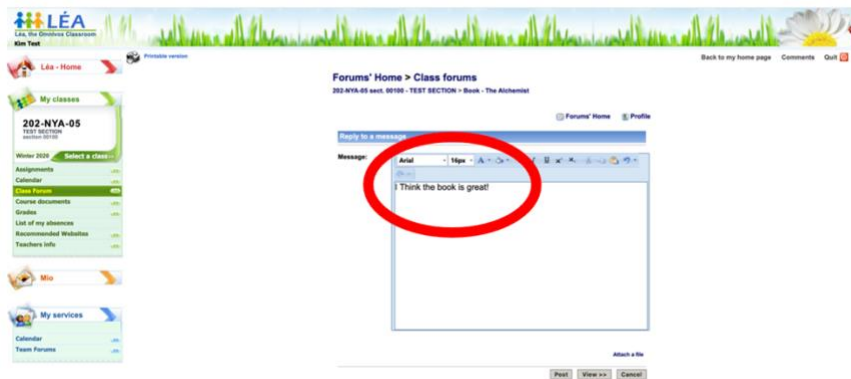 LÉA
Léa, the Omnivox Classroom
Kim Test
Printable version
Back to my home page Comments Quit
Léa - Home
My classes
202-NYA-05
TEST SECTION
section 00100
Winter 2020 Select a class
Assignments
Calendar
Class Forum
Course documents
Grades
List of my absences
Recommended Websites
Teachers info
Mio
My services
Calendar
Team Forums
Forums' Home > Class forums
202-NYA-05 sect. 00100 - TEST SECTION > Book - The Alchemist
Forums' Home Profile
Reply to a message
Message:
Arial 16px
I Think the book is great!
Attach a file
Post View >> Cancel